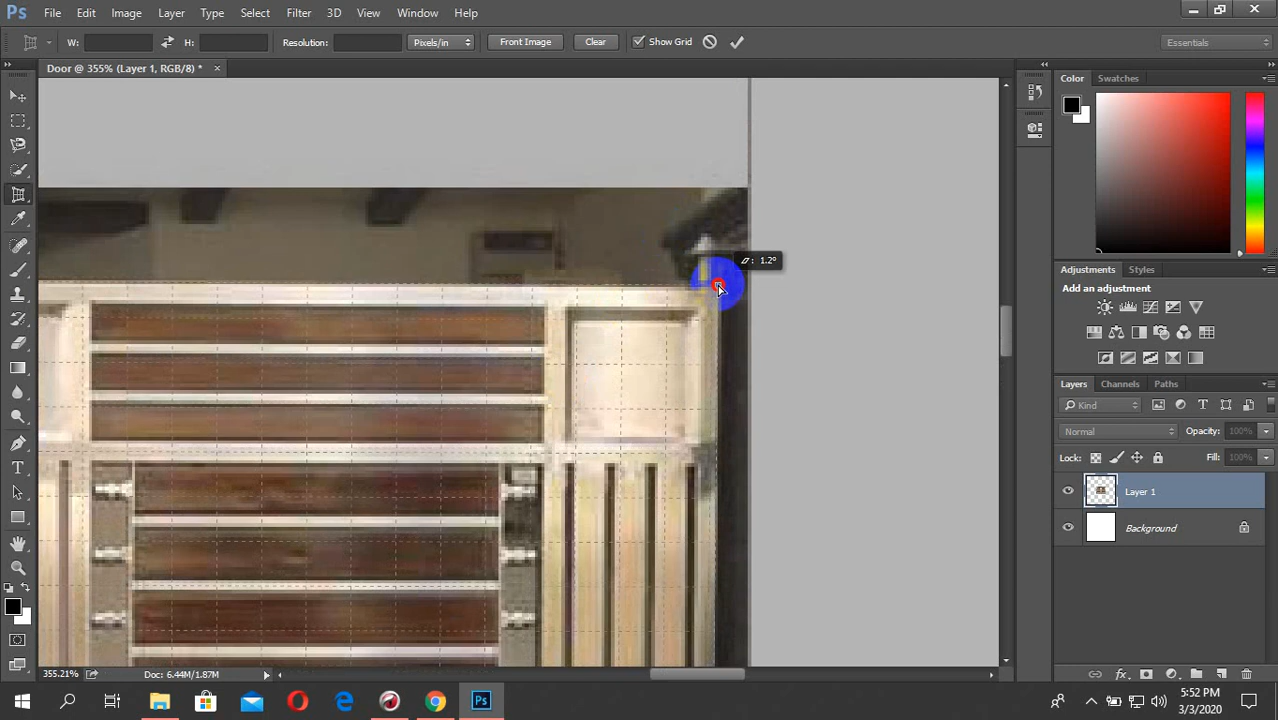 Ps File Edit Image Layer Type Select Filter 3D View Window Help
W: H: Resolution: Pixels/in Front Image Clear Show Grid Essentials
Door @ 355% (Layer 1, RGB/8) * ×
Color Swatches
1.2°
Adjustments Styles
Add an adjustment
Layers Channels Paths
Kind
Normal Opacity: 100%
Lock: Fill: 100%
Layer 1
Background
355.21% Doc: 6.44M/1.87M
3:52 PM
3/3/2020